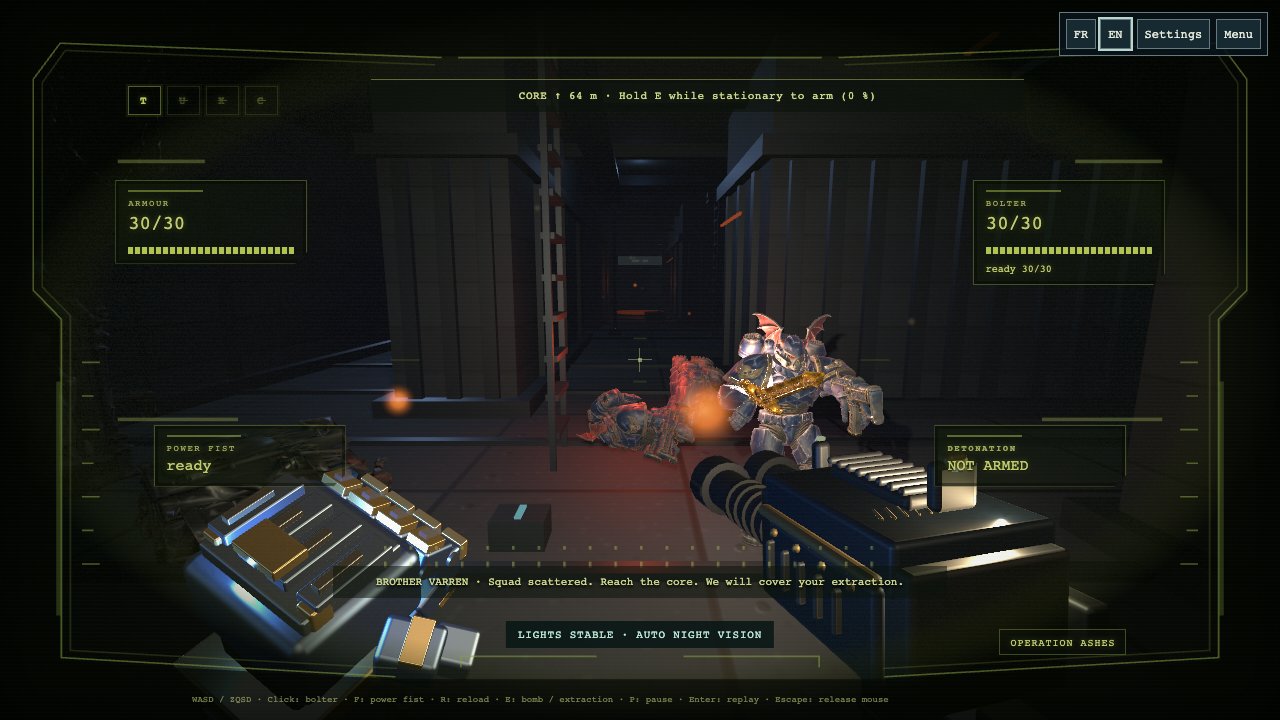 FR EN Settings Menu
T U X C
CORE ↑ 64 m · Hold E while stationary to arm (0 %)
ARMOUR
30/30
BOLTER
30/30
ready 30/30
POWER FIST
ready
DETONATION
NOT ARMED
BROTHER VARREN · Squad scattered. Reach the core. We will cover your extraction.
LIGHTS STABLE · AUTO NIGHT VISION
OPERATION ASHES
WASD / ZQSD · Click: bolter · F: power fist · R: reload · E: bomb / extraction · P: pause · Enter: replay · Escape: release mouse